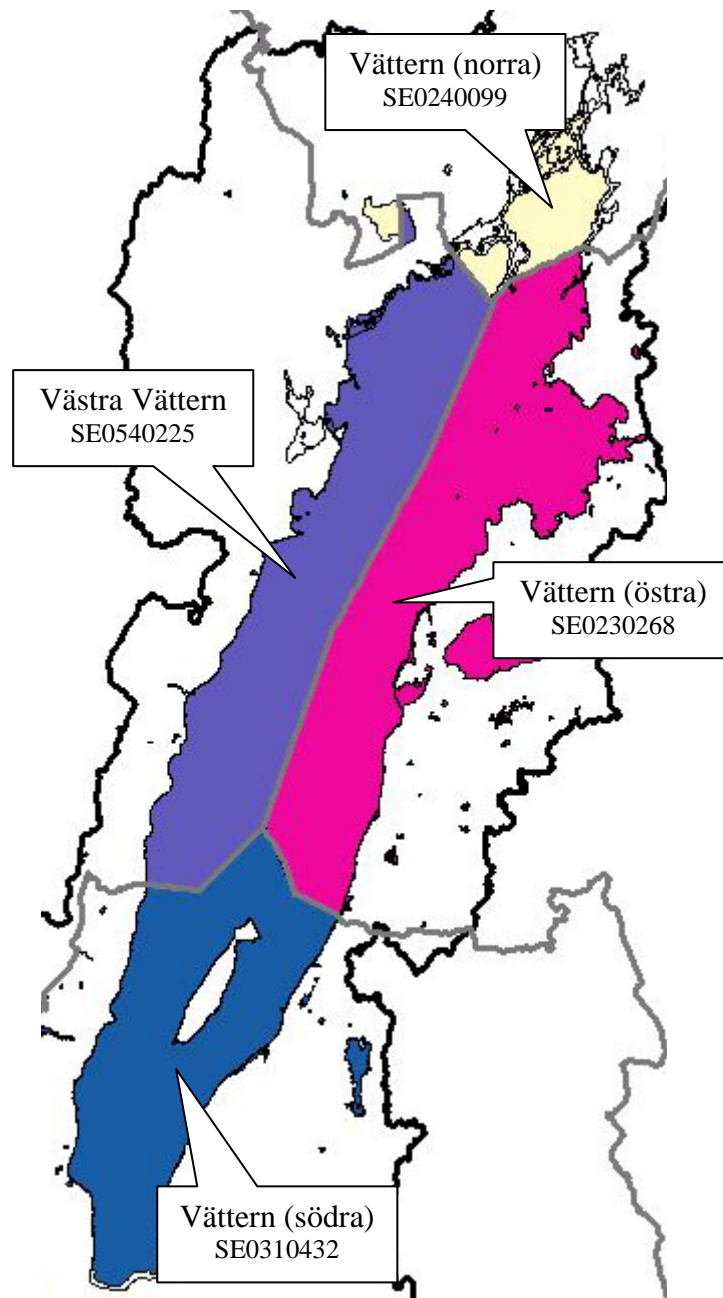 Vättern (norra)
SE0240099
Västra Vättern
SE0540225
Vättern (östra)
SE0230268
Vättern (södra)
SE0310432